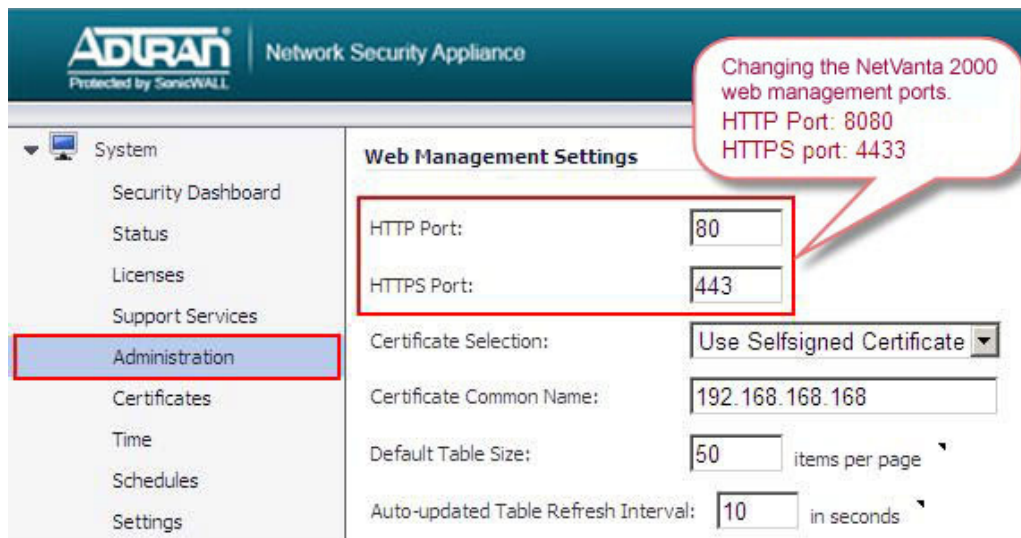 ADTRAN
Protected by SonicWALL
Network Security Appliance
Changing the NetVanta 2000
web management ports.
HTTP Port: 8080
HTTPS port: 4433
System
Security Dashboard
Status
Licenses
Support Services
Administration
Certificates
Time
Schedules
Settings
Web Management Settings
HTTP Port: 80
HTTPS Port: 443
Certificate Selection: Use Selfsigned Certificate
Certificate Common Name: 192.168.168.168
Default Table Size: 50 items per page
Auto-updated Table Refresh Interval: 10 in seconds